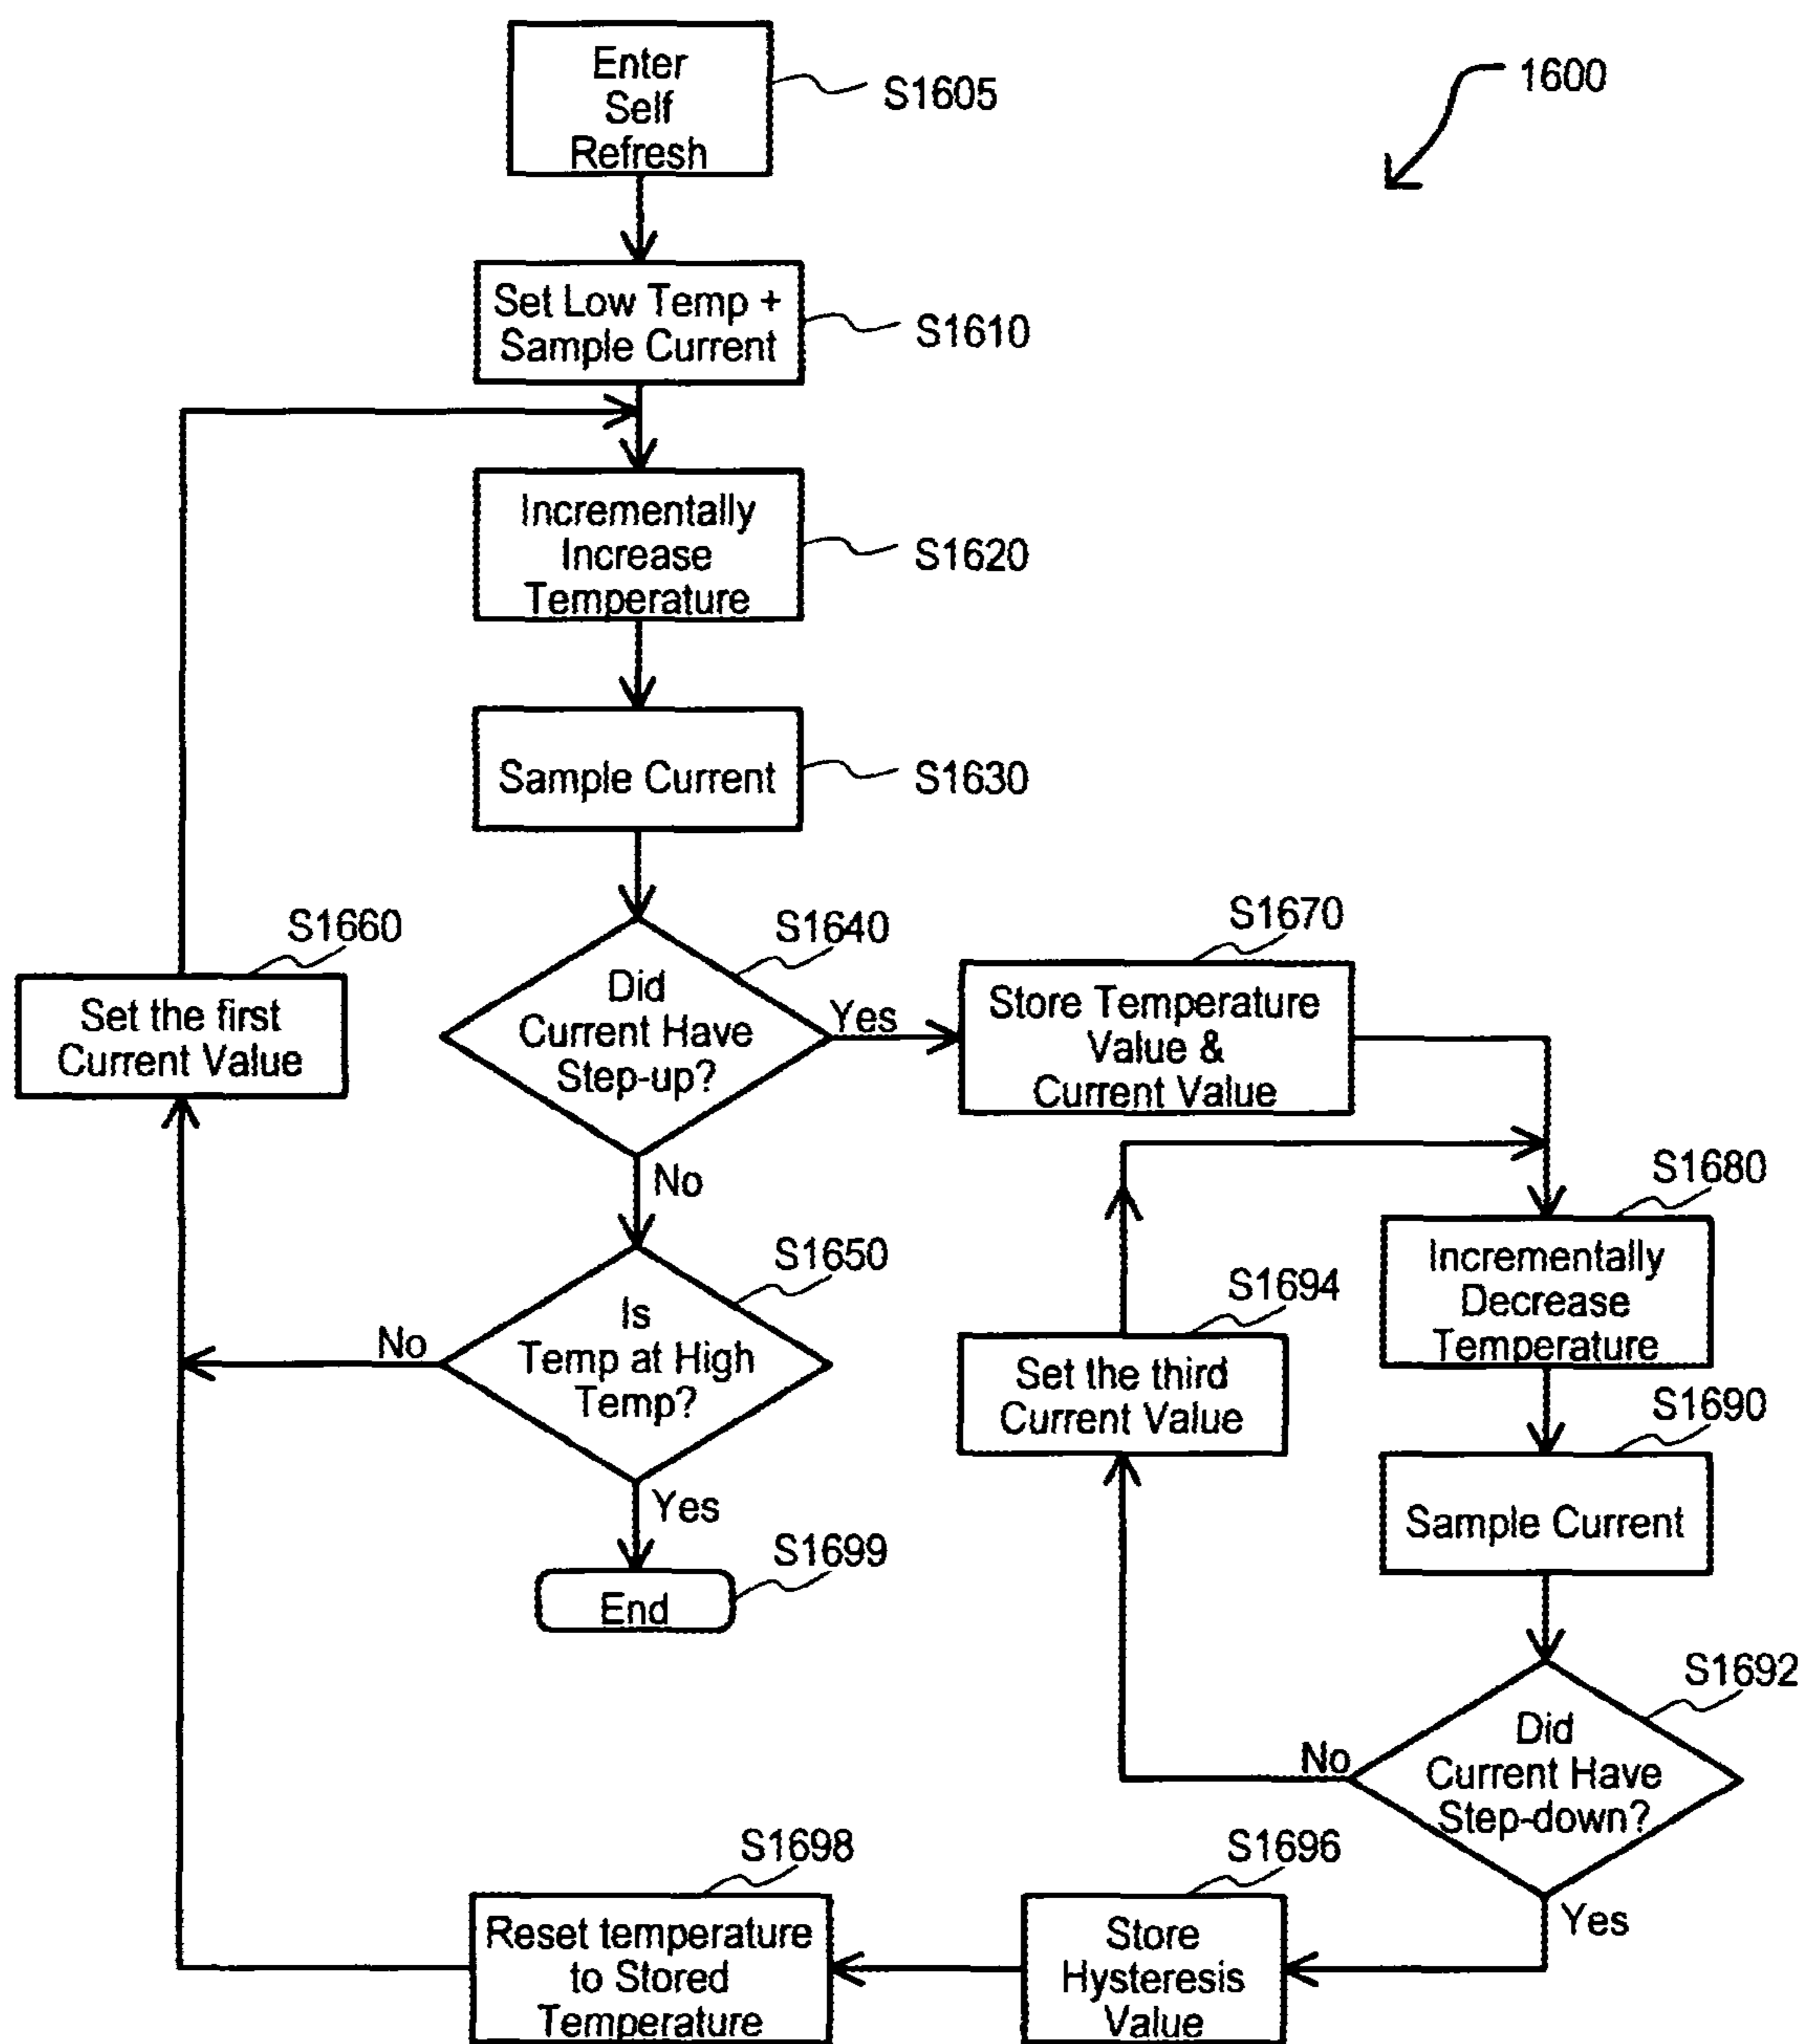 Enter
Self
Refresh
S1605
1600
Set Low Temp +
Sample Current
S1610
Incrementally
Increase
Temperature
S1620
Sample Current
S1630
S1660
Set the first
Current Value
S1640
Did
Current Have
Step-up?
Yes
No
S1670
Store Temperature
Value &
Current Value
S1680
Incrementally
Decrease
Temperature
S1650
Is
Temp at High
Temp?
No
Yes
S1694
Set the third
Current Value
S1690
Sample Current
S1699
End
S1692
Did
Current Have
Step-down?
No
Yes
S1698
Reset temperature
to Stored
Temperature
S1696
Store
Hysteresis
Value